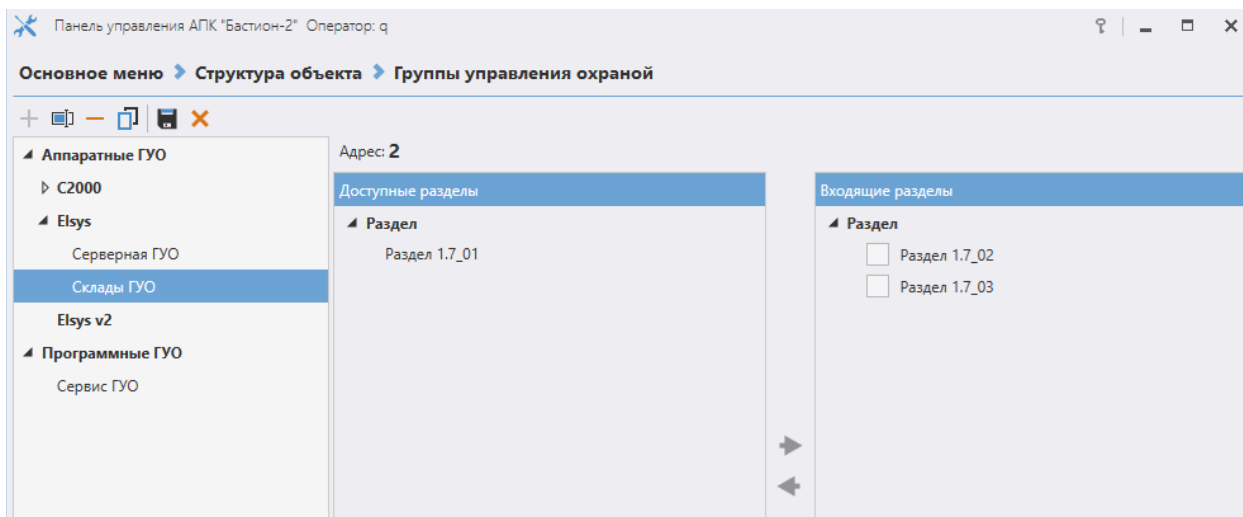 Панель управления АПК "Бастион-2" Оператор: q
Основное меню Структура объекта Группы управления охраной
Аппаратные ГУО
С2000
Elsys
Серверная ГУО
Склады ГУО
Elsys v2
Программные ГУО
Сервис ГУО
Адрес: 2
Доступные разделы
Раздел
Раздел 1.7_01
Входящие разделы
Раздел
Раздел 1.7_02
Раздел 1.7_03